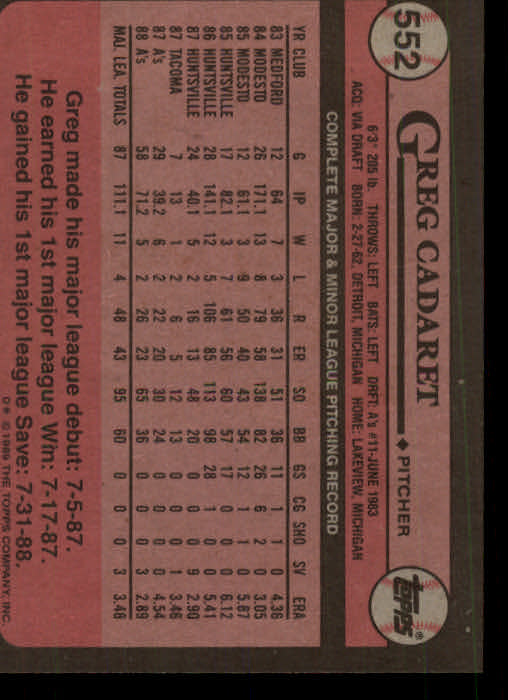 552
GREG CADARET ♦ PITCHER
TOPPS®
6'3" 205 lb. THROWS: LEFT BATS: LEFT DRFT: A's #11-JUNE 1983
ACQ: VIA DRAFT BORN: 2-27-62, DETROIT, MICHIGAN HOME: LAKEVIEW, MICHIGAN
COMPLETE MAJOR & MINOR LEAGUE PITCHING RECORD
YR CLUB G IP W L R ER SO BB GS CG SHO SV ERA
83 MEDFORD 12 64 7 3 36 31 51 36 11 1 1 0 4.36
84 MODESTO 26 171.1 13 8 79 58 138 82 26 6 2 0 3.05
85 MODESTO 12 61.1 3 9 50 40 43 54 12 1 1 0 5.87
85 HUNTSVILLE 17 82.1 3 7 61 56 60 57 17 0 0 0 6.12
86 HUNTSVILLE 28 141.1 12 5 106 85 113 98 28 1 0 0 5.41
87 HUNTSVILLE 24 40.1 5 2 16 13 48 20 0 0 0 9 2.90
87 TACOMA 7 13 1 2 6 5 12 13 0 0 0 1 3.46
87 A's 29 39.2 6 2 22 20 30 24 0 0 0 0 4.54
88 A's 58 71.2 5 2 26 23 65 36 0 0 0 3 2.89
MAJ. LEA. TOTALS 87 111.1 11 4 48 43 95 60 0 0 0 3 3.48
Greg made his major league debut: 7-5-87.
He earned his 1st major league Win: 7-17-87.
He gained his 1st major league Save: 7-31-88.
© 1989 THE TOPPS COMPANY, INC.